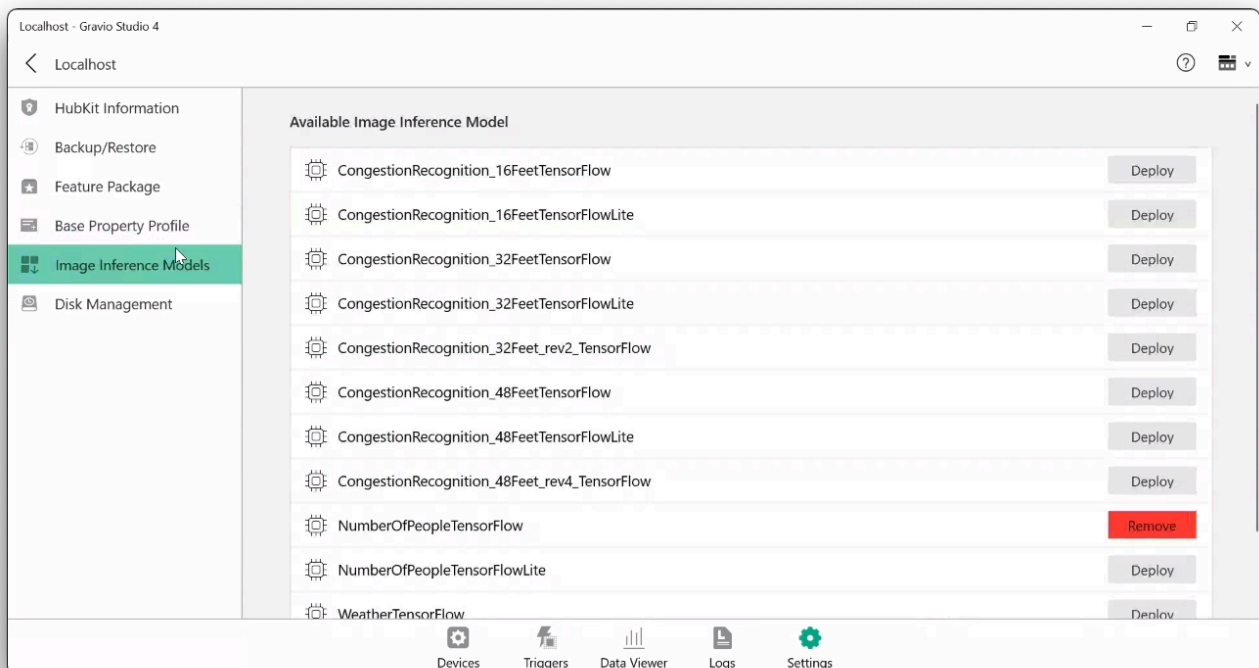 Localhost - Gravio Studio 4
Localhost
HubKit Information
Backup/Restore
Feature Package
Base Property Profile
Image Inference Models
Disk Management
Available Image Inference Model
CongestionRecognition_16FeetTensorFlow Deploy
CongestionRecognition_16FeetTensorFlowLite Deploy
CongestionRecognition_32FeetTensorFlow Deploy
CongestionRecognition_32FeetTensorFlowLite Deploy
CongestionRecognition_32Feet_rev2_TensorFlow Deploy
CongestionRecognition_48FeetTensorFlow Deploy
CongestionRecognition_48FeetTensorFlowLite Deploy
CongestionRecognition_48Feet_rev4_TensorFlow Deploy
NumberOfPeopleTensorFlow Remove
NumberOfPeopleTensorFlowLite Deploy
WeatherTensorFlow Deploy
Devices Triggers Data Viewer Logs Settings